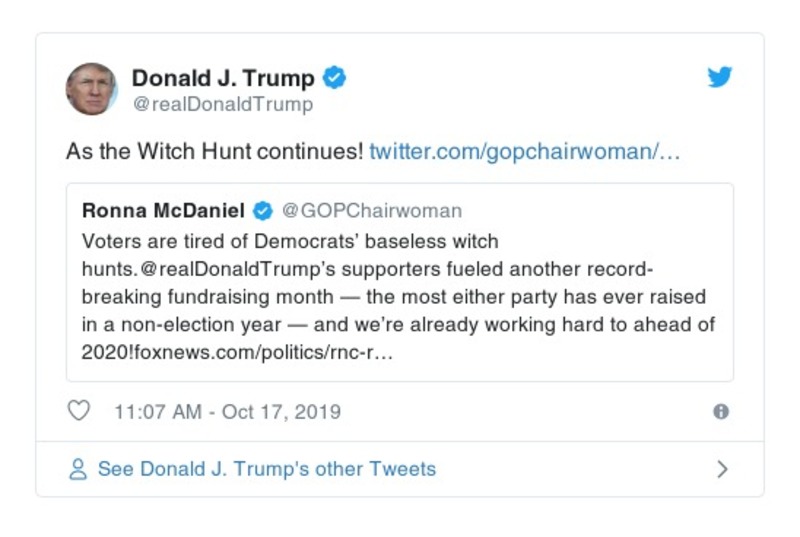 Donald J. Trump
@realDonaldTrump
As the Witch Hunt continues! twitter.com/gopchairwoman/…
Ronna McDaniel @GOPChairwoman
Voters are tired of Democrats’ baseless witch
hunts.@realDonaldTrump’s supporters fueled another record-
breaking fundraising month — the most either party has ever raised
in a non-election year — and we’re already working hard to ahead of
2020!foxnews.com/politics/rnc-r…
11:07 AM - Oct 17, 2019
See Donald J. Trump's other Tweets